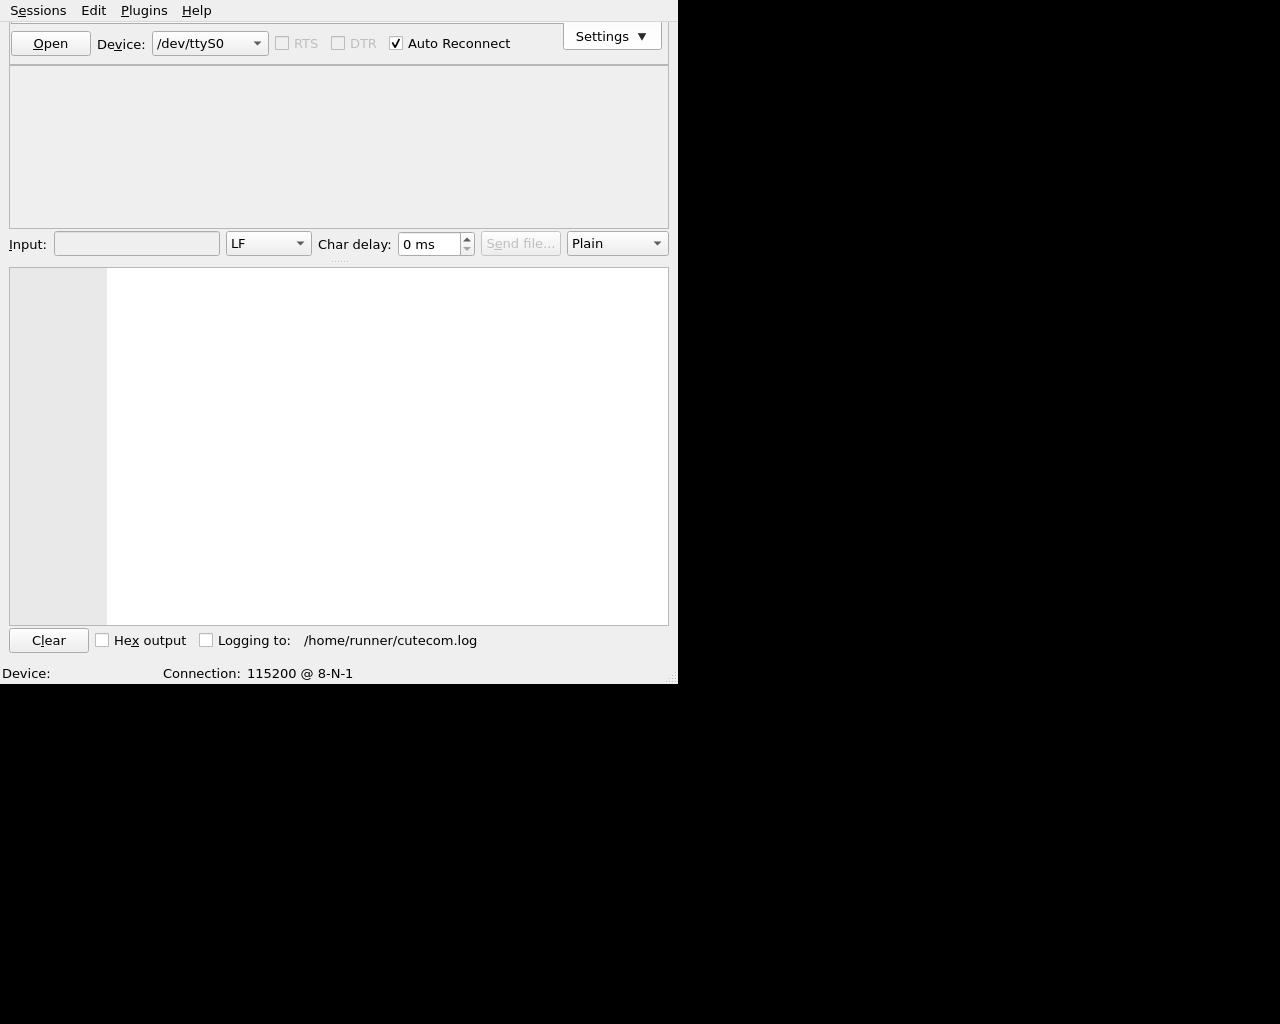 Sessions Edit Plugins Help
Open Device: /dev/ttyS0 RTS DTR Auto Reconnect Settings ▼
Input: LF Char delay: 0 ms Send file... Plain
Clear Hex output Logging to: /home/runner/cutecom.log
Device: Connection: 115200 @ 8-N-1